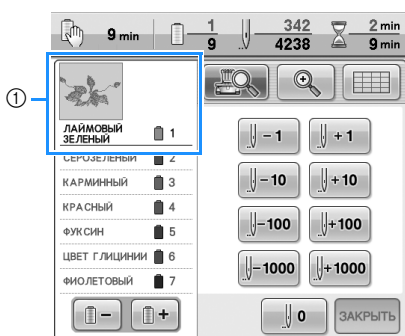 9 min
1
9
342
4238
2 min
9 min
①
ЛАЙМОВЫЙ
ЗЕЛЕНЫЙ
1
СЕРОЗЕЛЕНЫЙ 2
КАРМИННЫЙ 3
КРАСНЫЙ 4
ФУКСИН 5
ЦВЕТ ГЛИЦИНИИ 6
ФИОЛЕТОВЫЙ 7
-1 +1
-10 +10
-100 +100
-1000 +1000
- +
0 ЗАКРЫТЬ